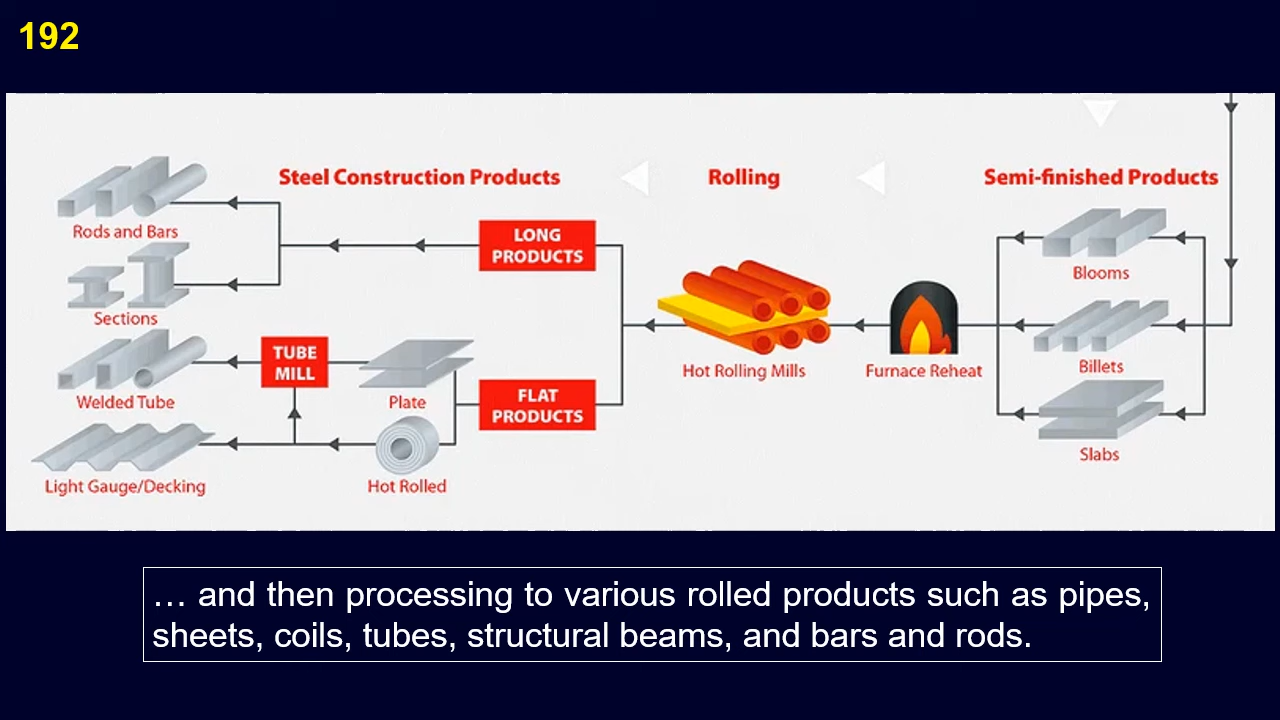 192
Steel Construction Products
Rolling
Semi-finished Products
Rods and Bars
LONG
PRODUCTS
Blooms
Sections
TUBE
MILL
Hot Rolling Mills
Furnace Reheat
Billets
Welded Tube
Plate
FLAT
PRODUCTS
Slabs
Light Gauge/Decking
Hot Rolled
… and then processing to various rolled products such as pipes,
sheets, coils, tubes, structural beams, and bars and rods.